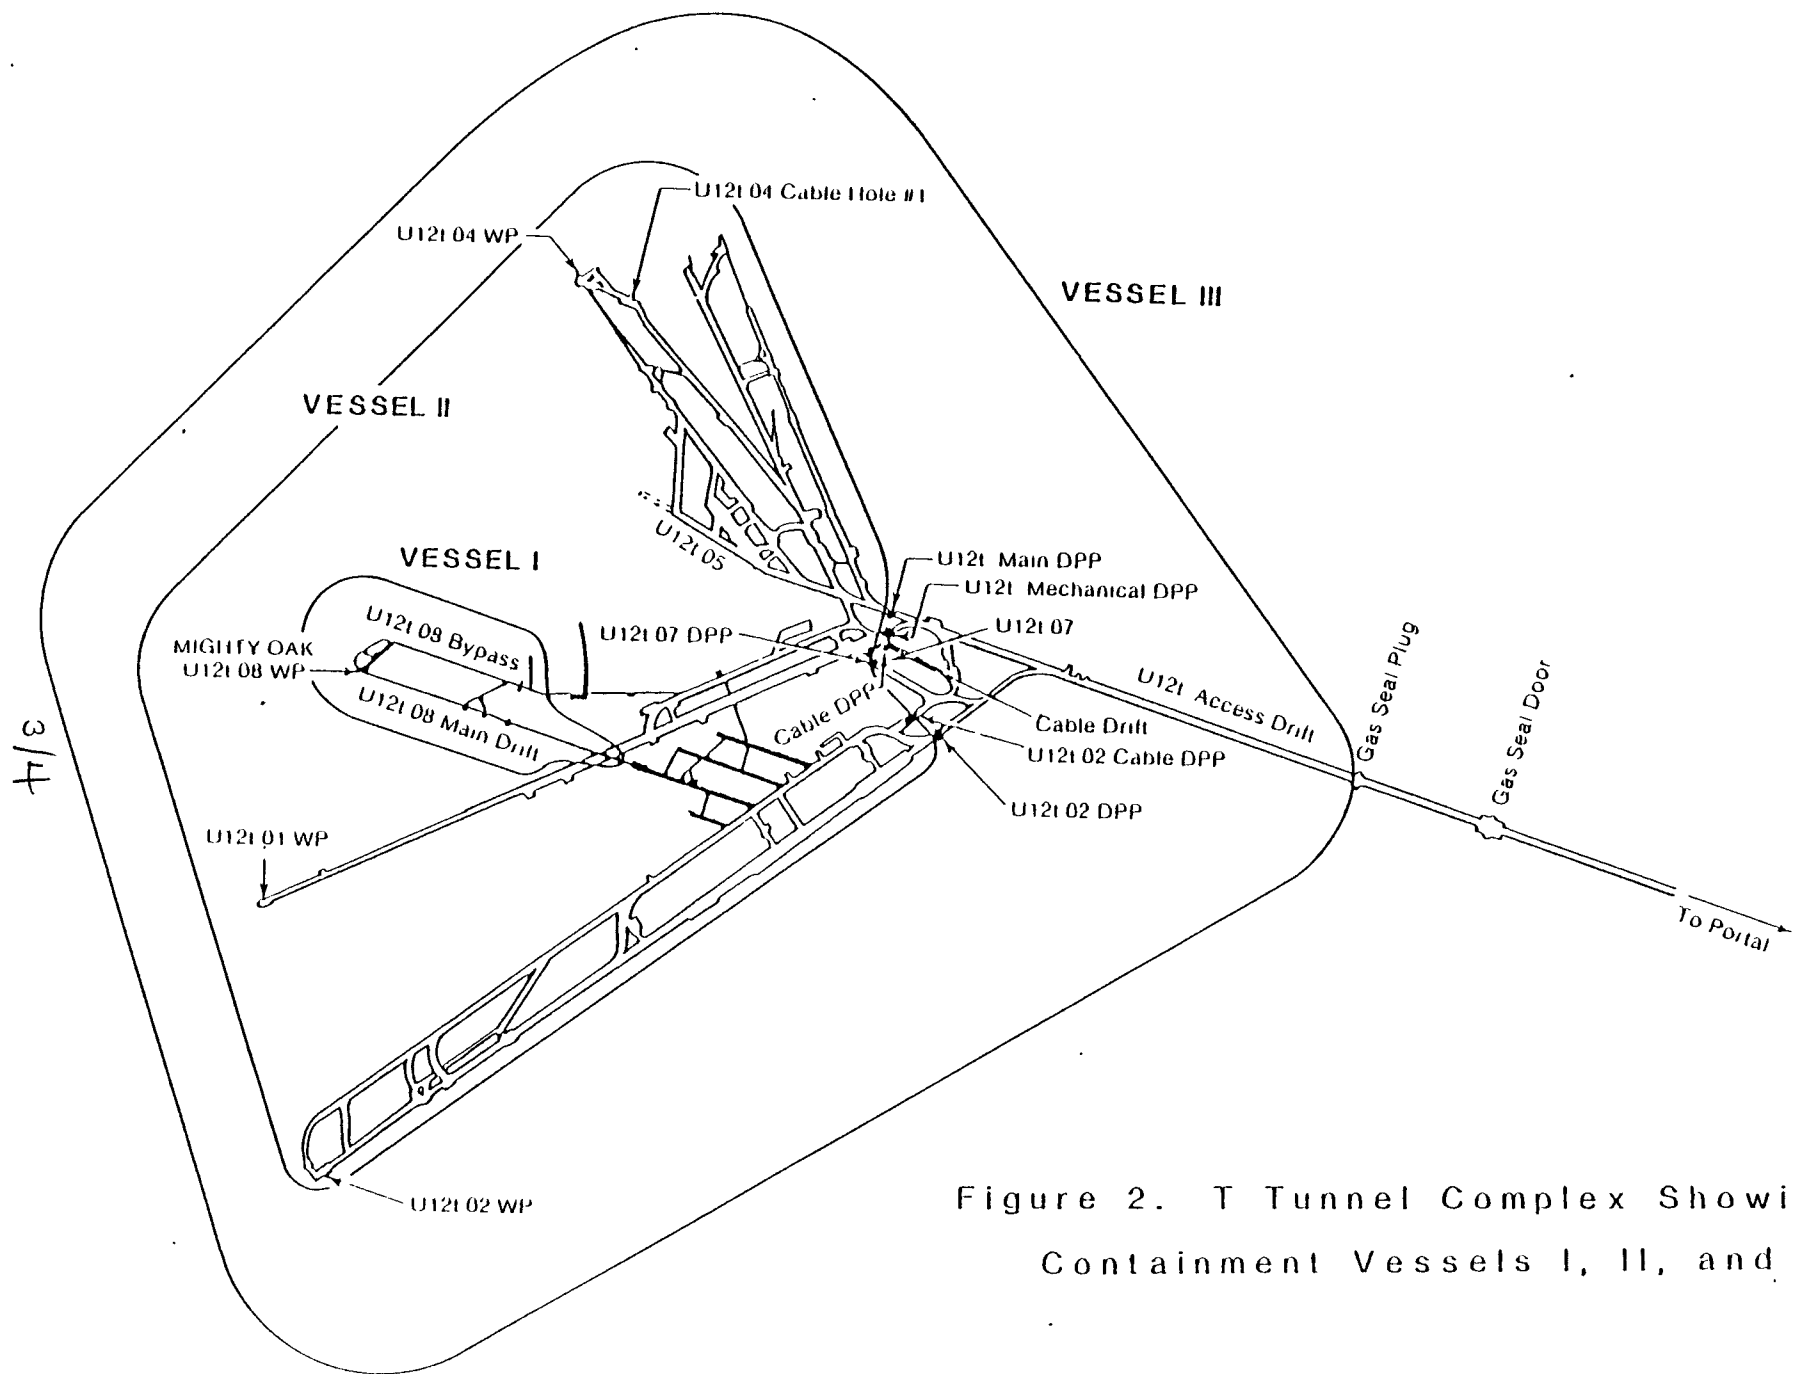 U12t 04 Cable Hole #1
U12t 04 WP
VESSEL III
VESSEL II
U12t 05
VESSEL I
U12t Main DPP
U12t Mechanical DPP
U12t 08 Bypass
U12t 07 DPP
U12t 07
MIGHTY OAK
U12t 08 WP
U12t 08 Main Drift
Cable DPP
U12t Access Drift
Gas Seal Plug
Gas Seal Door
Cable Drift
U12t 02 Cable DPP
3/4
U12t 02 DPP
U12t 01 WP
To Portal
U12t 02 WP
Figure 2. T Tunnel Complex Showi
Containment Vessels I, II, and